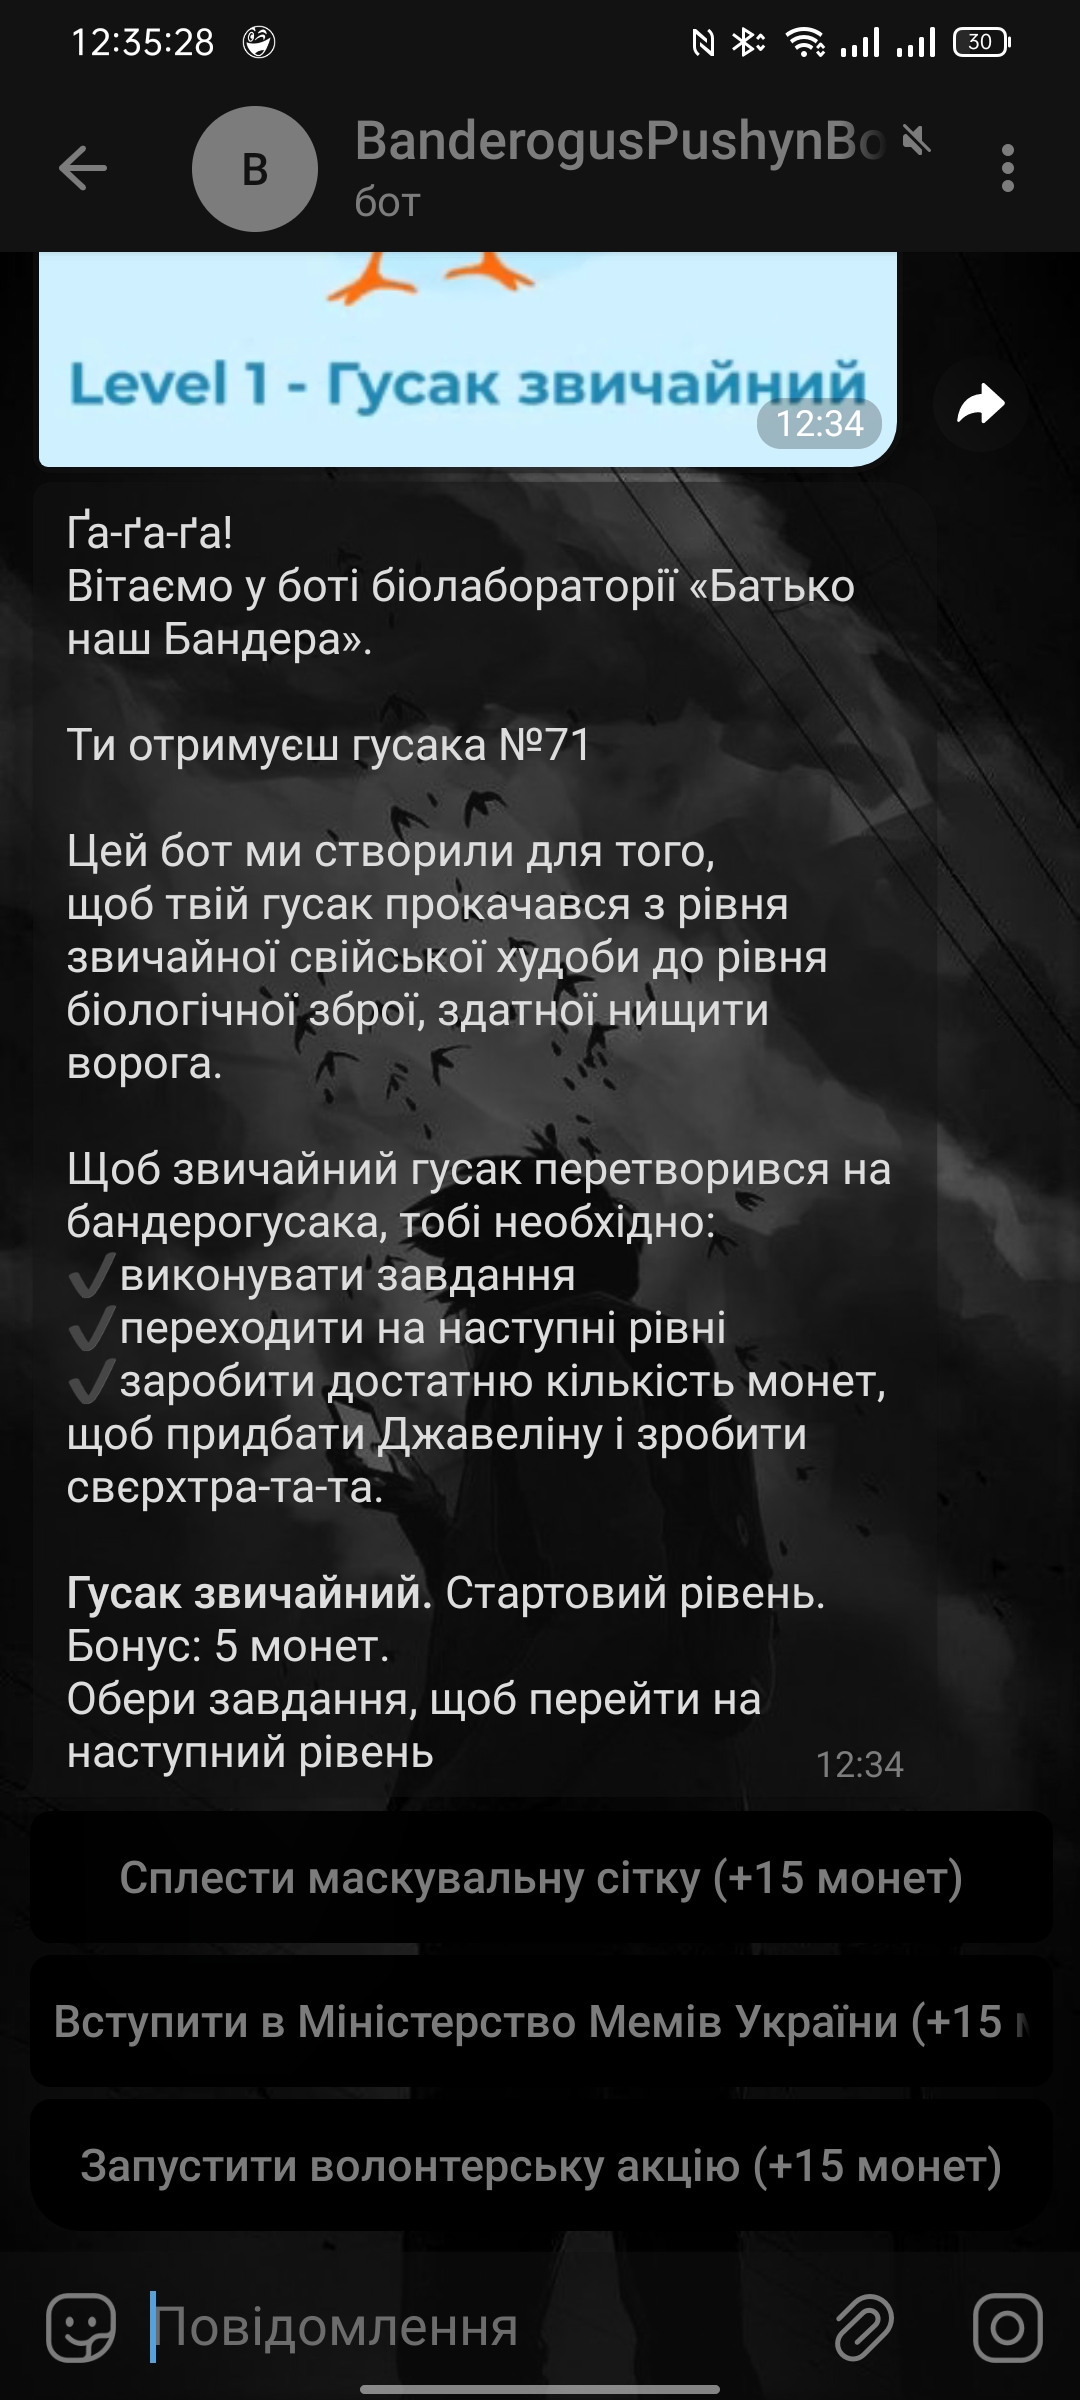 12:35:28
30
B
BanderogusPushynBo
бот
Level 1 - Гусак звичайний
12:34
Ґа-ґа-ґа!
Вітаємо у боті біолабораторії «Батько
наш Бандера».
Ти отримуєш гусака №71
Цей бот ми створили для того,
щоб твій гусак прокачався з рівня
звичайної свійської худоби до рівня
біологічної зброї, здатної нищити
ворога.
Щоб звичайний гусак перетворився на
бандерогусака, тобі необхідно:
✔виконувати завдання
✔переходити на наступні рівні
✔заробити достатню кількість монет,
щоб придбати Джавеліну і зробити
свєрхтра-та-та.
Гусак звичайний. Стартовий рівень.
Бонус: 5 монет.
Обери завдання, щоб перейти на
наступний рівень
12:34
Сплести маскувальну сітку (+15 монет)
Вступити в Міністерство Мемів України (+15 м
Запустити волонтерську акцію (+15 монет)
Повідомлення